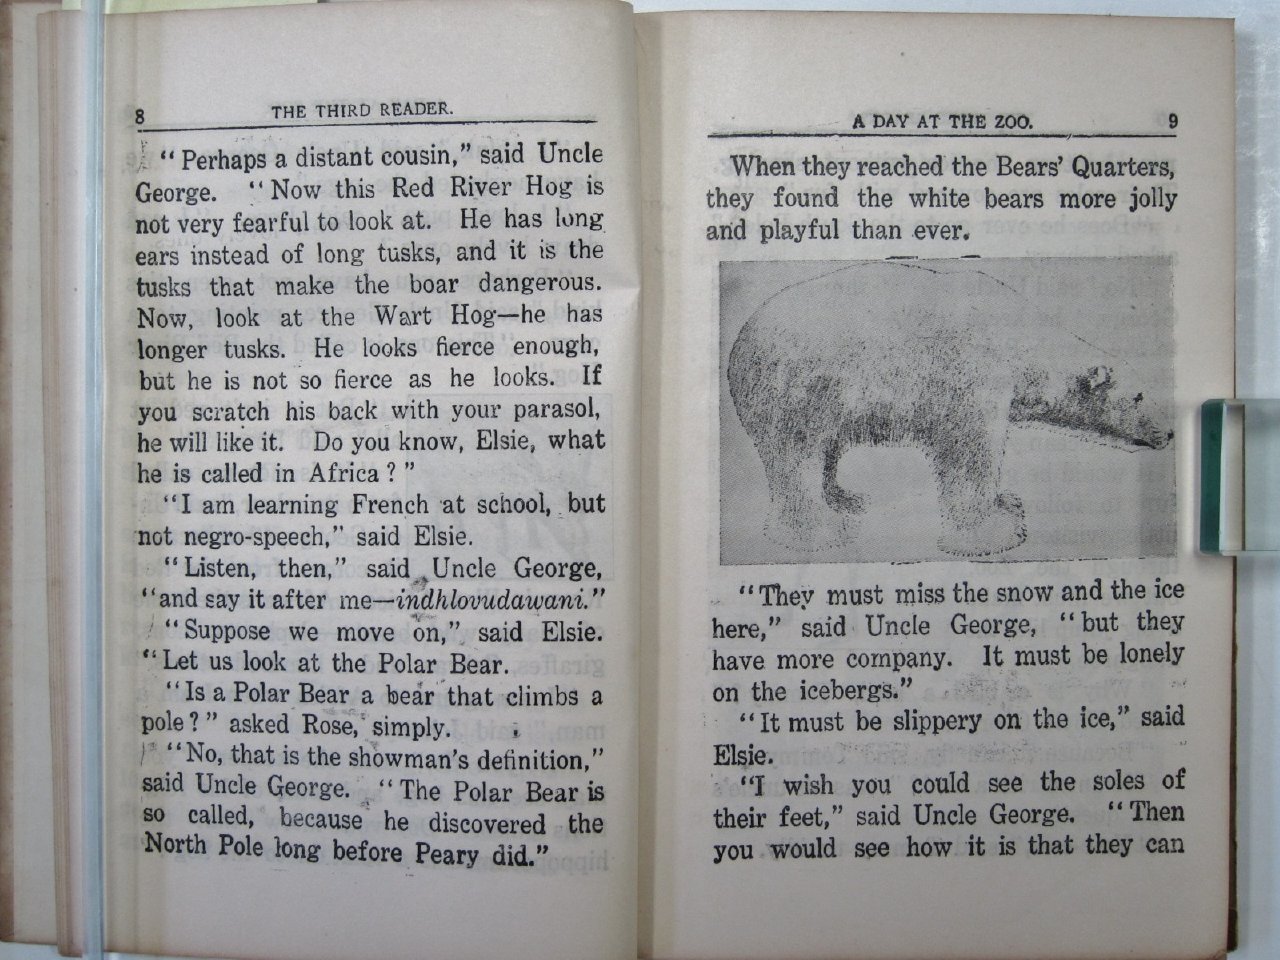 8 THE THIRD READER.
“Perhaps a distant cousin,” said Uncle
George. “Now this Red River Hog is
not very fearful to look at. He has long
ears instead of long tusks, and it is the
tusks that make the boar dangerous.
Now, look at the Wart Hog—he has
longer tusks. He looks fierce enough,
but he is not so fierce as he looks. If
you scratch his back with your parasol,
he will like it. Do you know, Elsie, what
he is called in Africa?”
“I am learning French at school, but
not negro-speech,” said Elsie.
“Listen, then,” said Uncle George,
“and say it after me—indhlovudawani.”
“Suppose we move on,” said Elsie.
“Let us look at the Polar Bear.
“Is a Polar Bear a bear that climbs a
pole?” asked Rose, simply.
“No, that is the showman’s definition,”
said Uncle George. “The Polar Bear is
so called, because he discovered the
North Pole long before Peary did.”
A DAY AT THE ZOO. 9
When they reached the Bears’ Quarters,
they found the white bears more jolly
and playful than ever.
“They must miss the snow and the ice
here,” said Uncle George, “but they
have more company. It must be lonely
on the icebergs.”
“It must be slippery on the ice,” said
Elsie.
“I wish you could see the soles of
their feet,” said Uncle George. “Then
you would see how it is that they can